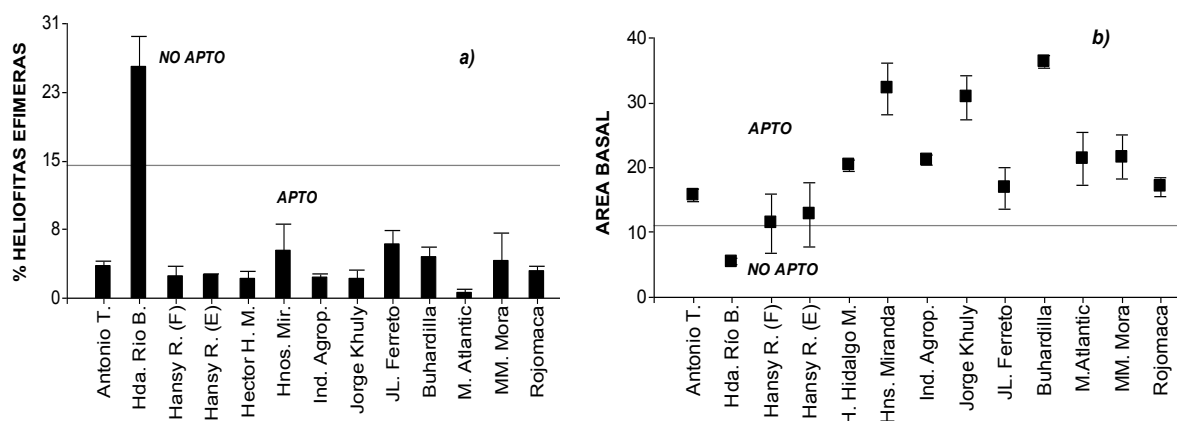 % HELIOFITAS EFIMERAS
31
23
15
8
0
NO APTO
a)
APTO
Antonio T.
Hda. Río B.
Hansy R. (F)
Hansy R. (E)
Hector H. M.
Hnos. Mir.
Ind. Agrop.
Jorge Khuly
JL. Ferreto
Buhardilla
M. Atlantic
MM. Mora
Rojomaca
AREA BASAL
40
30
20
10
0
b)
APTO
NO APTO
Antonio T.
Hda. Río B.
Hansy R. (F)
Hansy R. (E)
H. Hidalgo M.
Hns. Miranda
Ind. Agrop.
Jorge Khuly
JL. Ferreto
Buhardilla
M.Atlantic
MM. Mora
Rojomaca